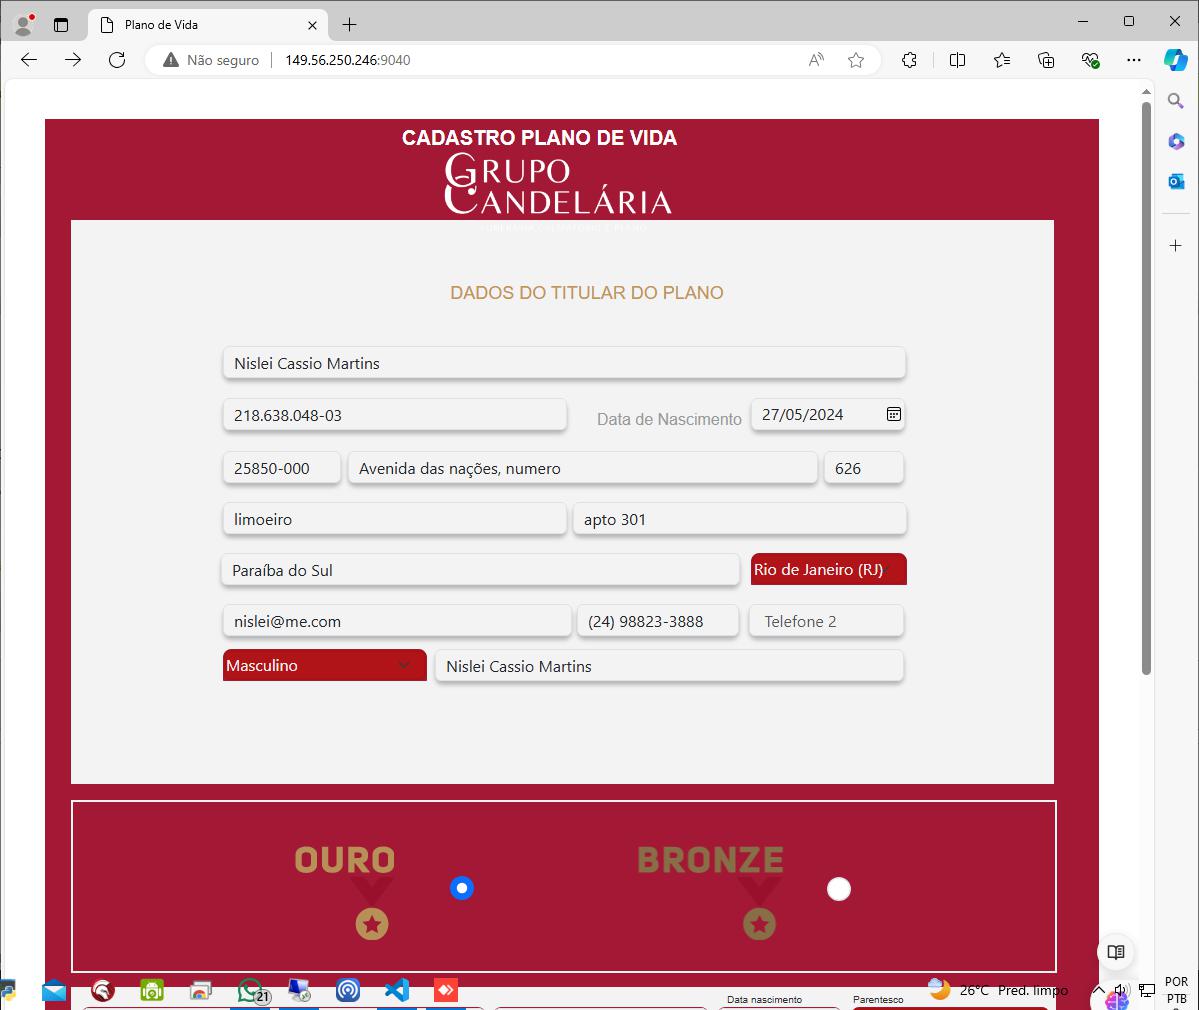 Plano de Vida
Não seguro
149.56.250.246:9040
CADASTRO PLANO DE VIDA
GRUPO
CANDELÁRIA
DADOS DO TITULAR DO PLANO
Nislei Cassio Martins
218.638.048-03 Data de Nascimento 27/05/2024
25850-000 Avenida das nações, numero 626
limoeiro apto 301
Paraíba do Sul Rio de Janeiro (RJ)
nislei@me.com (24) 98823-3888 Telefone 2
Masculino Nislei Cassio Martins
OURO BRONZE
21
26°C Pred. limpo
POR
PTB
Data nascimento Parentesco